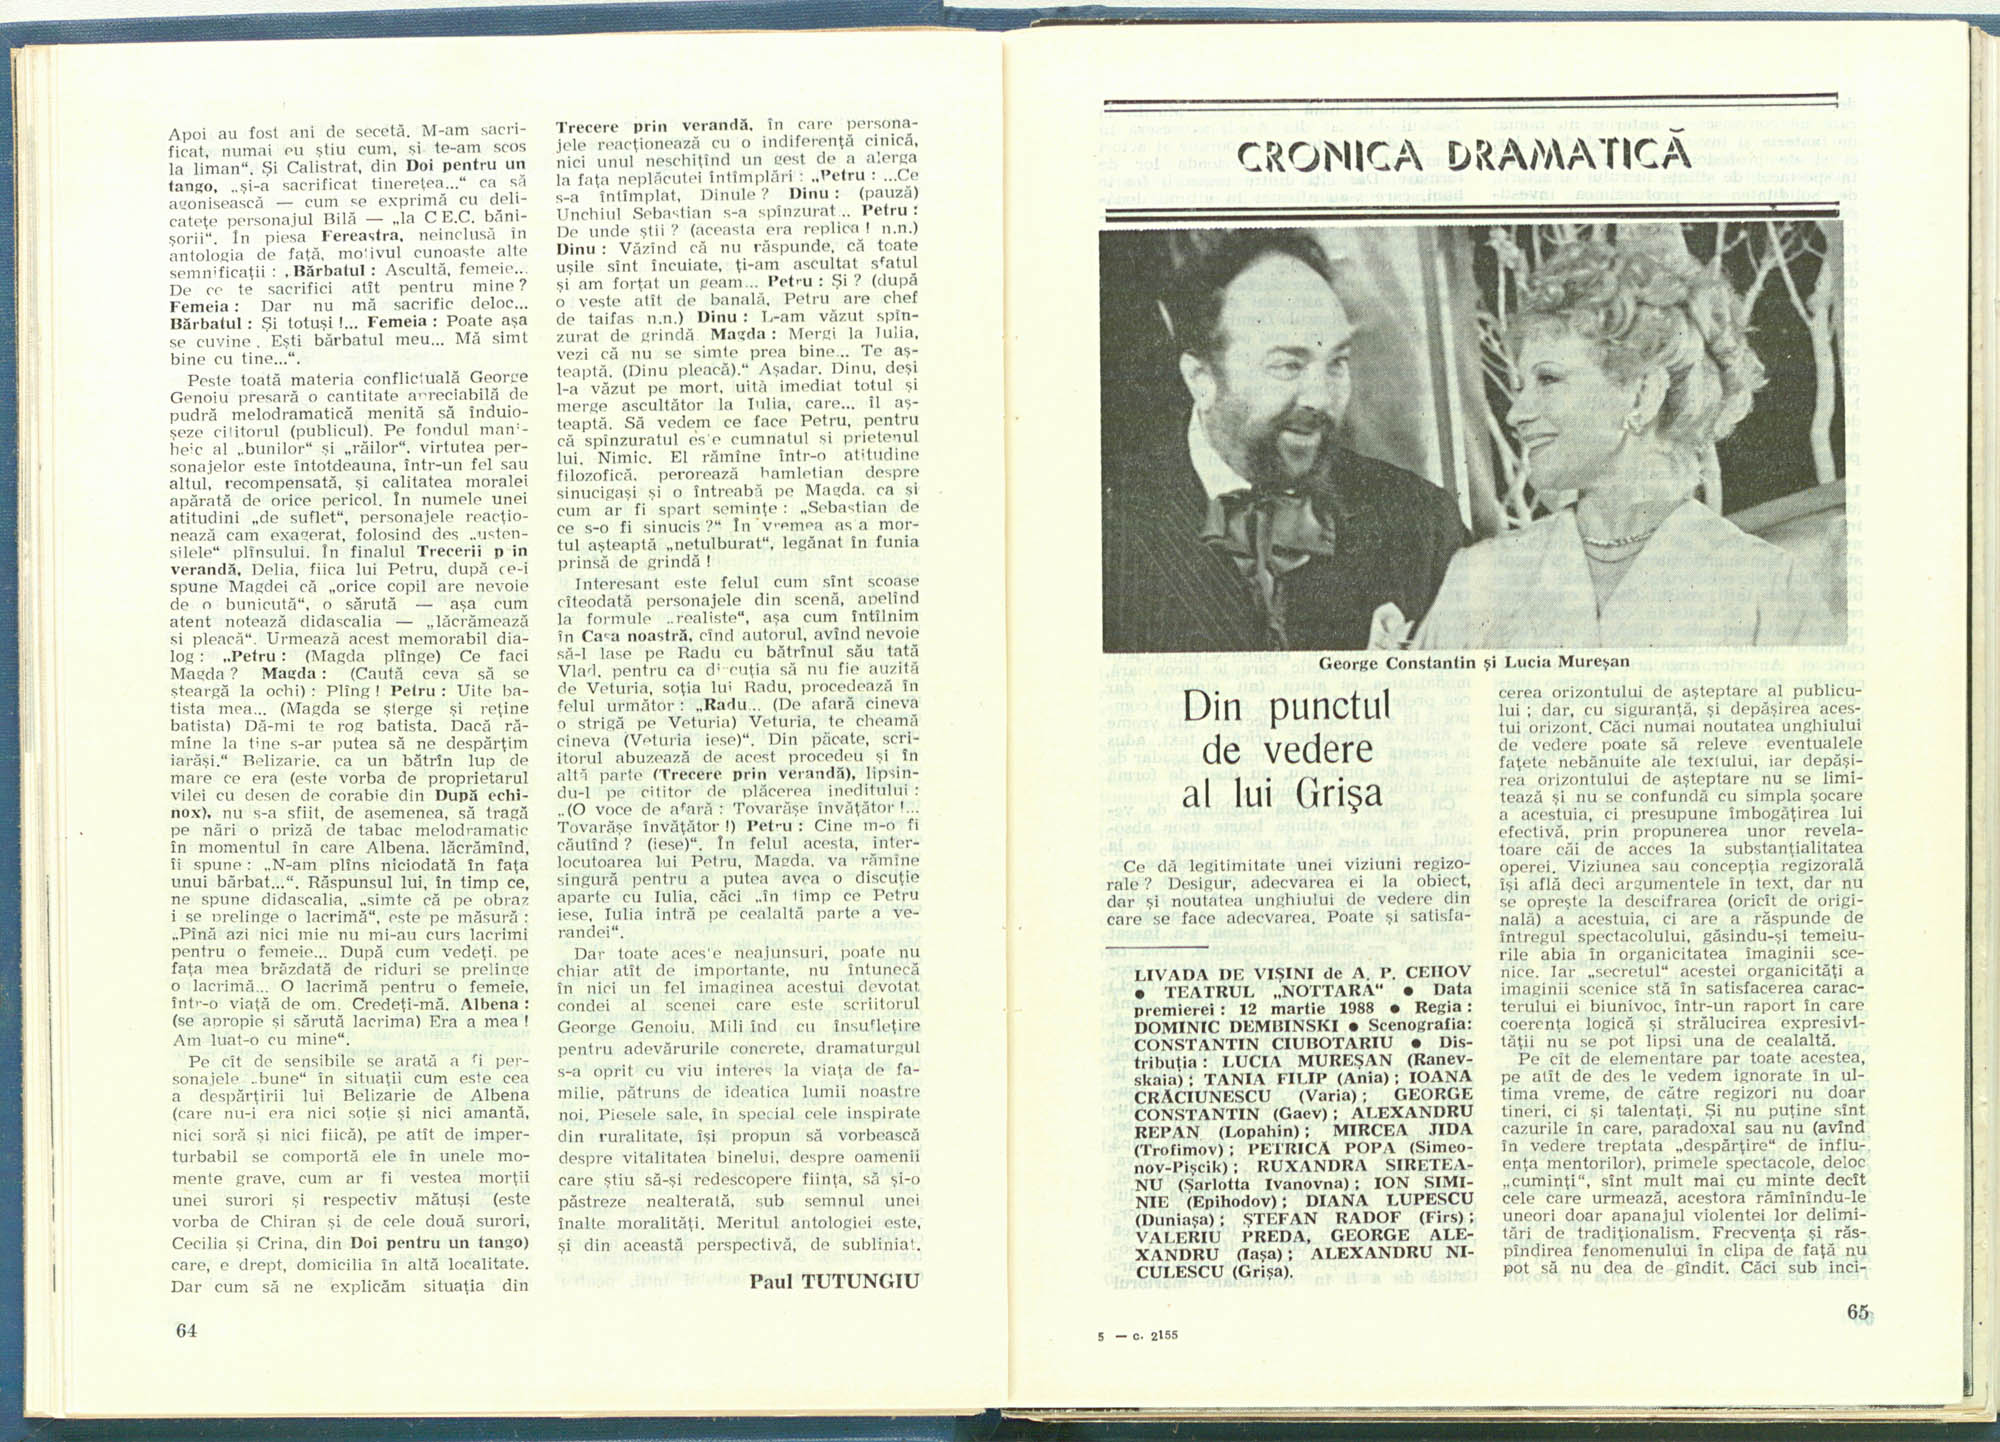 Apoi au fost ani de secetă. M-am sacri-
ficat, numai eu știu cum, și te-am scos
la liman“. Și Calistrat, din Doi pentru un
tango, „și-a sacrificat tinerețea...“ ca să
agonisească — cum se exprimă cu deli-
catețe personajul Bilă — „la C E.C. băni-
șorii“. În piesa Fereastra, neinclusă în
antologia de față, motivul cunoaste alte
semnificații : „Bărbatul : Ascultă, femeie...
De ce te sacrifici atît pentru mine ?
Femeia : Dar nu mă sacrific deloc...
Bărbatul : Și totuși !... Femeia : Poate așa
se cuvine . Ești bărbatul meu... Mă simt
bine cu tine...“.
Peste toată materia conflictuală George
Genoiu presară o cantitate apreciabilă de
pudră melodramatică menită să înduio-
șeze cititorul (publicul). Pe fondul mani-
heic al „bunilor“ și „răilor“, virtutea per-
sonajelor este întotdeauna, într-un fel sau
altul, recompensată, și calitatea moralei
apărată de orice pericol. În numele unei
atitudini „de suflet“, personajele reacțio-
nează cam exagerat, folosind des „usten-
silele“ plînsului. În finalul Trecerii p in
verandă, Delia, fiica lui Petru, după ce-i
spune Magdei că „orice copil are nevoie
de o bunicută“, o sărută — așa cum
atent notează didascalia — „lăcrămează
și pleacă“. Urmează acest memorabil dia-
log : „Petru : (Magda plînge) Ce faci
Magda ? Magda : (Caută ceva să se
șteargă la ochi) : Plîng ! Petru : Uite ba-
tista mea... (Magda se șterge și reține
batista) Dă-mi te rog batista. Dacă ră-
mîne la tine s-ar putea să ne despărțim
iarăși.“ Belizarie, ca un bătrîn lup de
mare ce era (este vorba de proprietarul
vilei cu desen de corabie din După echi-
nox), nu s-a sfiit, de asemenea, să tragă
pe nări o priză de tabac melodramatic
în momentul în care Albena, lăcrămînd,
îi spune : „N-am plîns niciodată în fața
unui bărbat...“. Răspunsul lui, în timp ce,
ne spune didascalia, „simte că pe obraz
i se prelinge o lacrimă“, este pe măsură :
„Pînă azi nici mie nu mi-au curs lacrimi
pentru o femeie... După cum vedeți, pe
fața mea brăzdată de riduri se prelinge
o lacrimă... O lacrimă pentru o femeie,
într-o viață de om. Credeți-mă. Albena :
(se apropie și sărută lacrima) Era a mea !
Am luat-o cu mine“.
Pe cît de sensibile se arată a fi per-
sonajele „bune“ în situații cum este cea
a despărțirii lui Belizarie de Albena
(care nu-i era nici soție și nici amantă,
nici soră și nici fiică), pe atît de imper-
turbabil se comportă ele în unele mo-
mente grave, cum ar fi vestea morții
unei surori și respectiv mătuși (este
vorba de Chiran și de cele două surori,
Cecilia și Crina, din Doi pentru un tango)
care, e drept, domicilia în altă localitate.
Dar cum să ne explicăm situația din
64
Trecere prin verandă, în care persona-
jele reacționează cu o indiferență cinică,
nici unul neschițînd un gest de a alerga
la fața neplăcutei întîmplări : „Petru : ...Ce
s-a întîmplat, Dinule ? Dinu : (pauză)
Unchiul Sebastian s-a spînzurat... Petru :
De unde știi ? (aceasta era replica ! n.n.)
Dinu : Văzînd că nu răspunde, că toate
ușile sînt încuiate, ți-am ascultat sfatul
și am forțat un geam... Petru : Și ? (după
o veste atît de banală, Petru are chef
de taifas n.n.) Dinu : L-am văzut spîn-
zurat de grindă Magda : Mergi la Iulia,
vezi că nu se simte prea bine... Te aș-
teaptă. (Dinu pleacă).“ Așadar, Dinu, deși
l-a văzut pe mort, uită imediat totul și
merge ascultător la Iulia, care... îl aș-
teaptă. Să vedem ce face Petru, pentru
că spînzuratul es'e cumnatul și prietenul
lui. Nimic. El rămîne într-o atitudine
filozofică, perorează hamletian despre
sinucigași și o întreabă pe Magda, ca și
cum ar fi spart semințe : „Sebastian de
ce s-o fi sinucis ?“ În vremea as a mor-
tul așteaptă „netulburat“, legănat în funia
prinsă de grindă !
Interesant este felul cum sînt scoase
cîteodată personajele din scenă, apelînd
la formule „realiste“, așa cum întîlnim
în Casa noastră, cînd autorul, avînd nevoie
să-l lase pe Radu cu bătrînul său tată
Vlad, pentru ca discuția să nu fie auzită
de Veturia, soția lui Radu, procedează în
felul următor : „Radu... (De afară cineva
o strigă pe Veturia) Veturia, te cheamă
cineva (Veturia iese)“. Din păcate, scri-
itorul abuzează de acest procedeu și în
altă parte (Trecere prin verandă), lipsin-
du-l pe cititor de plăcerea ineditului :
„(O voce de afară : Tovarășe învățător !...
Tovarășe învățător !) Petru : Cine m-o fi
căutînd ? (iese)“. În felul acesta, inter-
locutoarea lui Petru, Magda, va rămîne
singură pentru a putea avea o discuție
aparte cu Iulia, căci „în timp ce Petru
iese, Iulia intră pe cealaltă parte a ve-
randei“.
Dar toate aces'e neajunsuri, poate nu
chiar atît de importante, nu întunecă
în nici un fel imaginea acestui devotat
condei al scenei care este scriitorul
George Genoiu. Mili înd cu însuflețire
pentru adevărurile concrete, dramaturgul
s-a oprit cu viu interes la viața de fa-
milie, pătruns de ideatica lumii noastre
noi. Piesele sale, în special cele inspirate
din ruralitate, își propun să vorbească
despre vitalitatea binelui, despre oamenii
care știu să-și redescopere ființa, să și-o
păstreze nealterată, sub semnul unei
înalte moralități. Meritul antologiei este,
și din această perspectivă, de subliniat.
Paul TUTUNGIU
CRONICA DRAMATICĂ
George Constantin și Lucia Mureșan
Din punctul
de vedere
al lui Grișa
Ce dă legitimitate unei viziuni regizo-
rale ? Desigur, adecvarea ei la obiect,
dar și noutatea unghiului de vedere din
care se face adecvarea. Poate și satisfa-
LIVADA DE VIȘINI de A. P. CEHOV
● TEATRUL „NOTTARA“ ● Data
premierei : 12 martie 1988 ● Regia :
DOMINIC DEMBINSKI ● Scenografia:
CONSTANTIN CIUBOTARIU ● Dis-
tribuția : LUCIA MUREȘAN (Ranev-
skaia) ; TANIA FILIP (Ania) ; IOANA
CRĂCIUNESCU (Varia) ; GEORGE
CONSTANTIN (Gaev) ; ALEXANDRU
REPAN (Lopahin) ; MIRCEA JIDA
(Trofimov) ; PETRICĂ POPA (Simeo-
nov-Pișcik) ; RUXANDRA SIRETEA-
NU (Șarlotta Ivanovna) ; ION SIMI-
NIE (Epihodov) ; DIANA LUPESCU
(Duniașa) ; ȘTEFAN RADOF (Firs) ;
VALERIU PREDA, GEORGE ALE-
XANDRU (Iașa) ; ALEXANDRU NI-
CULESCU (Grișa).
cerea orizontului de așteptare al publicu-
lui ; dar, cu siguranță, și depășirea aces-
tui orizont. Căci numai noutatea unghiului
de vedere poate să releve eventualele
fațete nebănuite ale textului, iar depăși-
rea orizontului de așteptare nu se limi-
tează și nu se confundă cu simpla șocare
a acestuia, ci presupune îmbogățirea lui
efectivă, prin propunerea unor revela-
toare căi de acces la substanțialitatea
operei. Viziunea sau concepția regizorală
își află deci argumentele în text, dar nu
se oprește la descifrarea (oricît de origi-
nală) a acestuia, ci are a răspunde de
întregul spectacolului, găsindu-și temeiu-
rile abia în organicitatea imaginii sce-
nice. Iar „secretul“ acestei organicități a
imaginii scenice stă în satisfacerea carac-
terului ei biunivoc, într-un raport în care
coerența logică și strălucirea expresivi-
tății nu se pot lipsi una de cealaltă.
Pe cît de elementare par toate acestea,
pe atît de des le vedem ignorate în ul-
tima vreme, de către regizori nu doar
tineri, ci și talentați. Și nu puține sînt
cazurile în care, paradoxal sau nu (avînd
în vedere treptata „despărțire“ de influ-
ența mentorilor), primele spectacole, deloc
„cuminți“, sînt mult mai cu minte decît
cele care urmează, acestora rămînîndu-le
uneori doar apanajul violentei lor delimi-
tări de tradiționalism. Frecvența și răs-
pîndirea fenomenului în clipa de față nu
pot să nu dea de gîndit. Căci sub inci-
65
5 — c. 2155